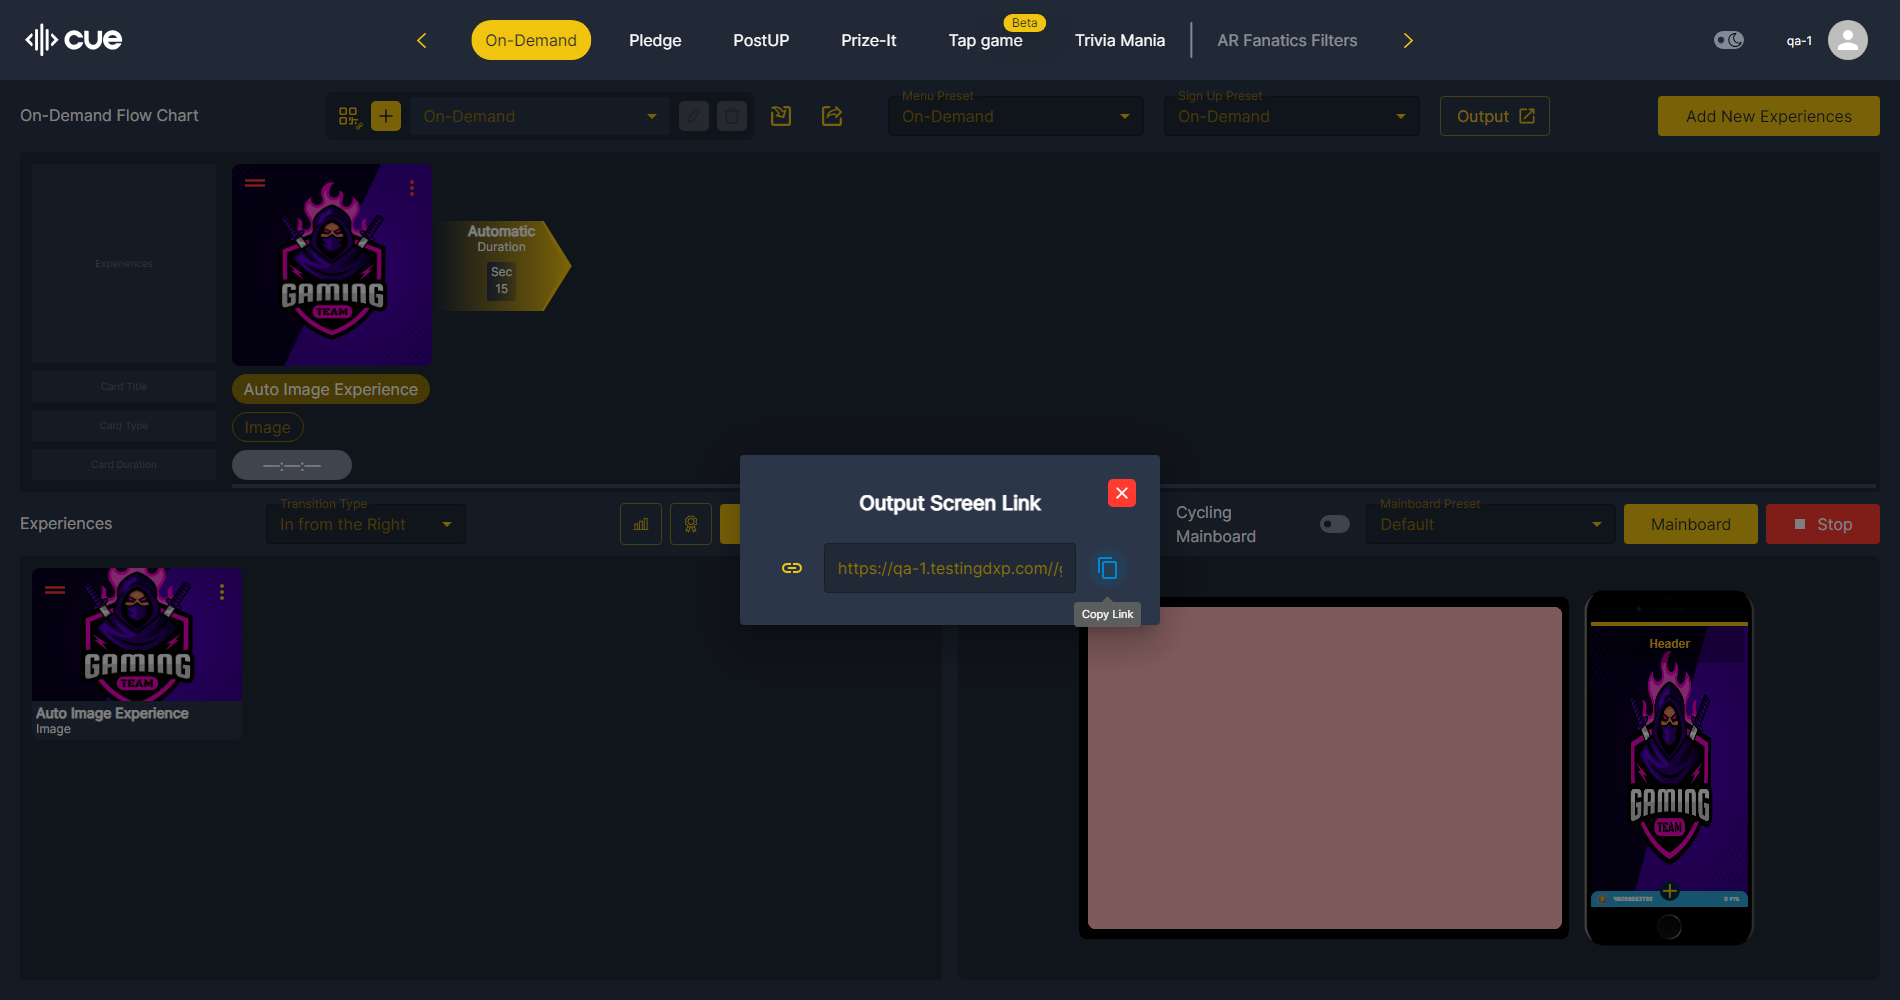 cue
On-Demand
Pledge
PostUP
Prize-It
Tap game
Beta
Trivia Mania
AR Fanatics Filters
qa-1
On-Demand Flow Chart
On-Demand
Menu Preset
On-Demand
Sign Up Preset
On-Demand
Output
Add New Experiences
Experiences
GAMING
TEAM
Automatic
Duration
Sec
15
Card Title
Auto Image Experience
Card Type
Image
Card Duration
—:—:—
Output Screen Link
https://qa-1.testingdxp.com//
Copy Link
Experiences
Transition Type
In from the Right
Cycling
Mainboard
Mainboard Preset
Default
Mainboard
Stop
GAMING
TEAM
Auto Image Experience
Image
Header
GAMING
TEAM
0 PTS